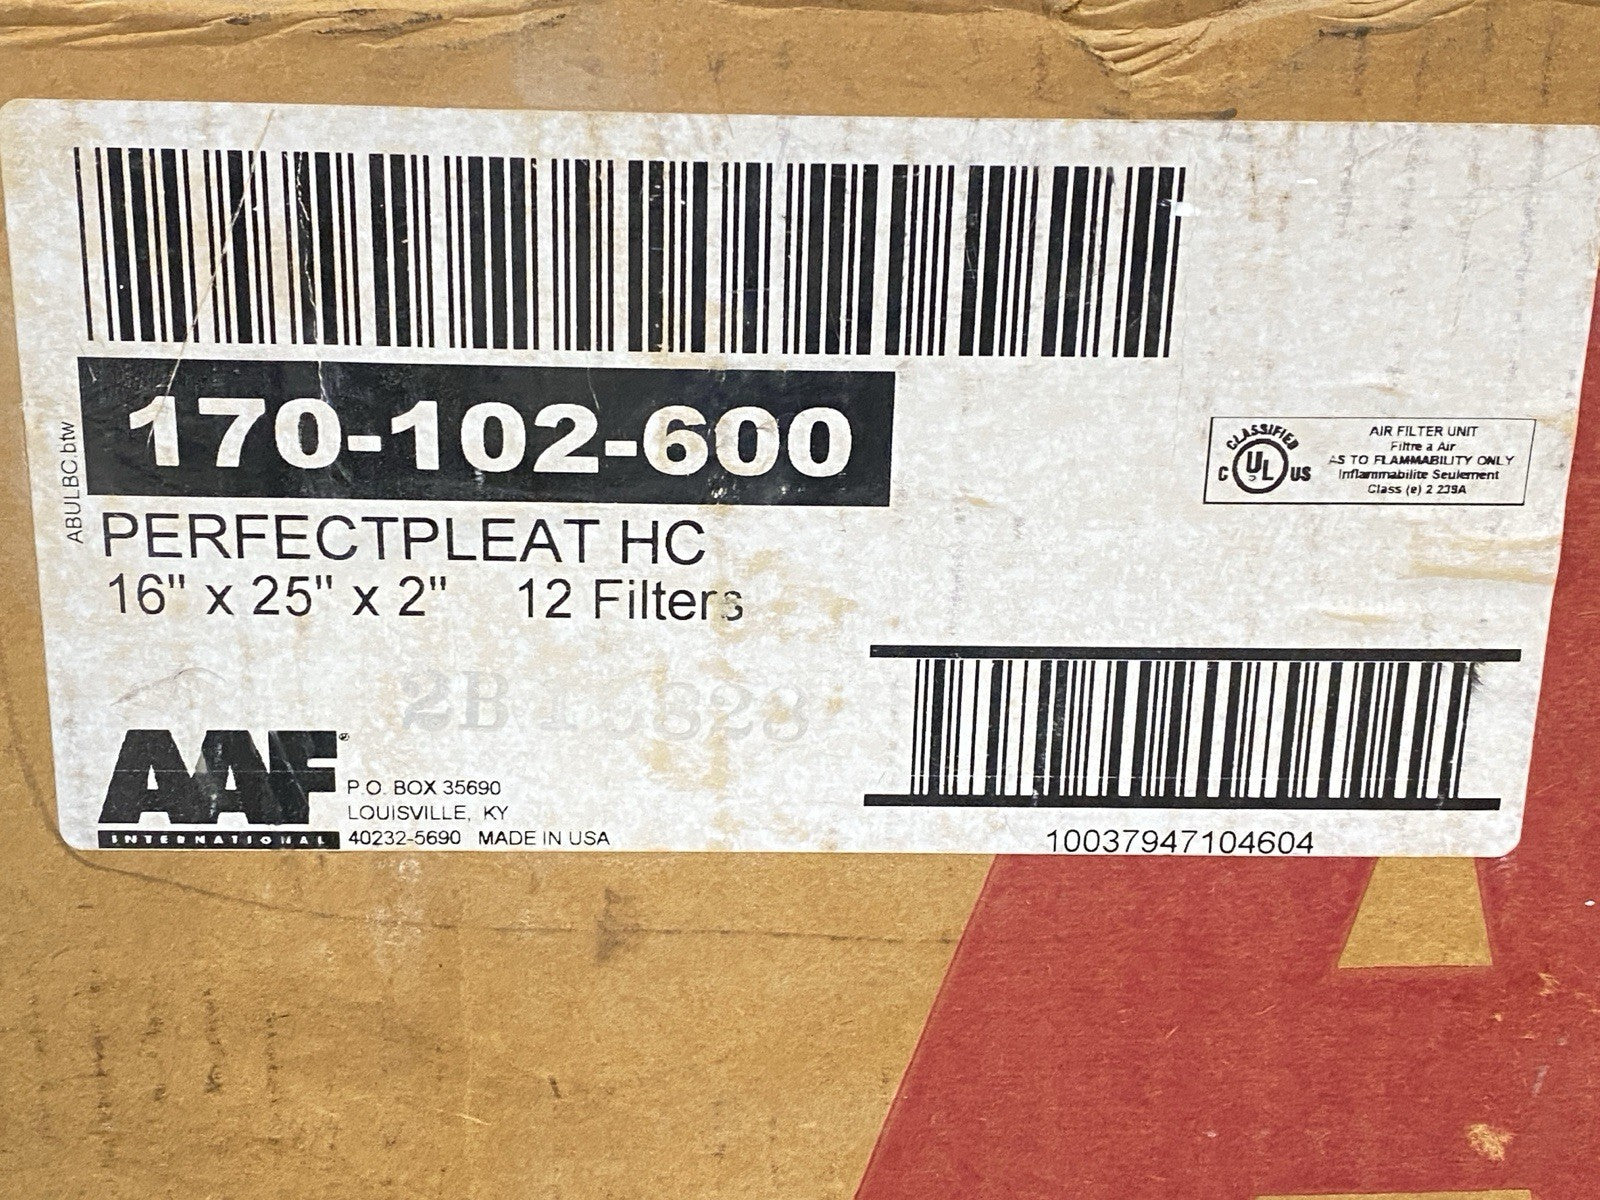 170-102-600
ABULBC.btw
PERFECTPLEAT HC
16" x 25" x 2" 12 Filters
CLASSIFIED
C UL US
AIR FILTER UNIT
Filtre a Air
AS TO FLAMMABILITY ONLY
Inflammabilite Seulement
Class (e) 2 239A
AAF
INTERNATIONAL
P.O. BOX 35690
LOUISVILLE, KY
40232-5690 MADE IN USA
10037947104604